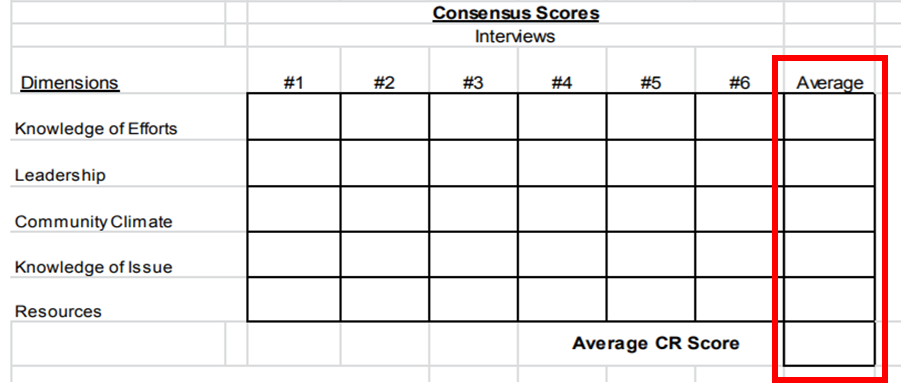 Consensus Scores
Interviews
Dimensions #1 #2 #3 #4 #5 #6 Average
Knowledge of Efforts
Leadership
Community Climate
Knowledge of Issue
Resources
Average CR Score